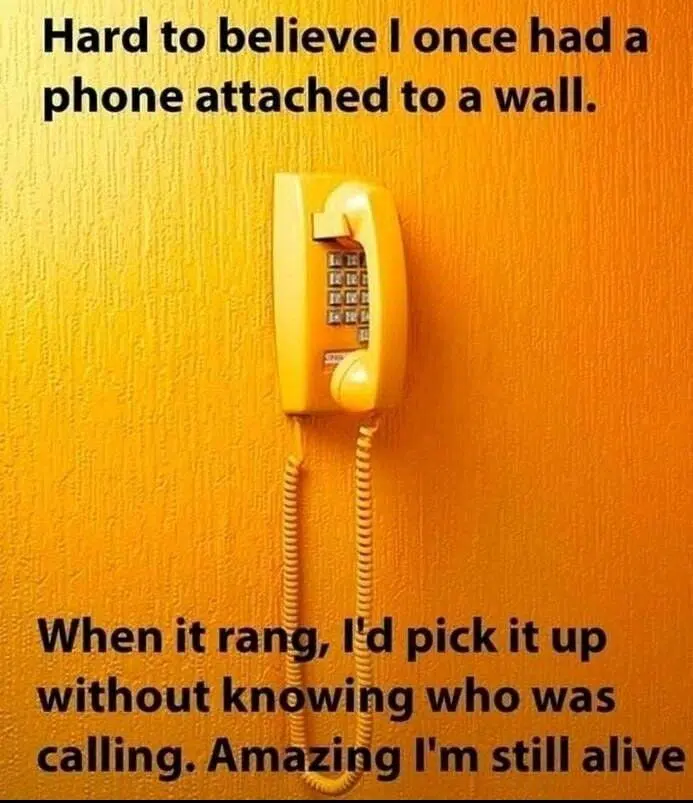 Hard to believe I once had a
phone attached to a wall.
When it rang, I'd pick it up
without knowing who was
calling. Amazing I'm still alive